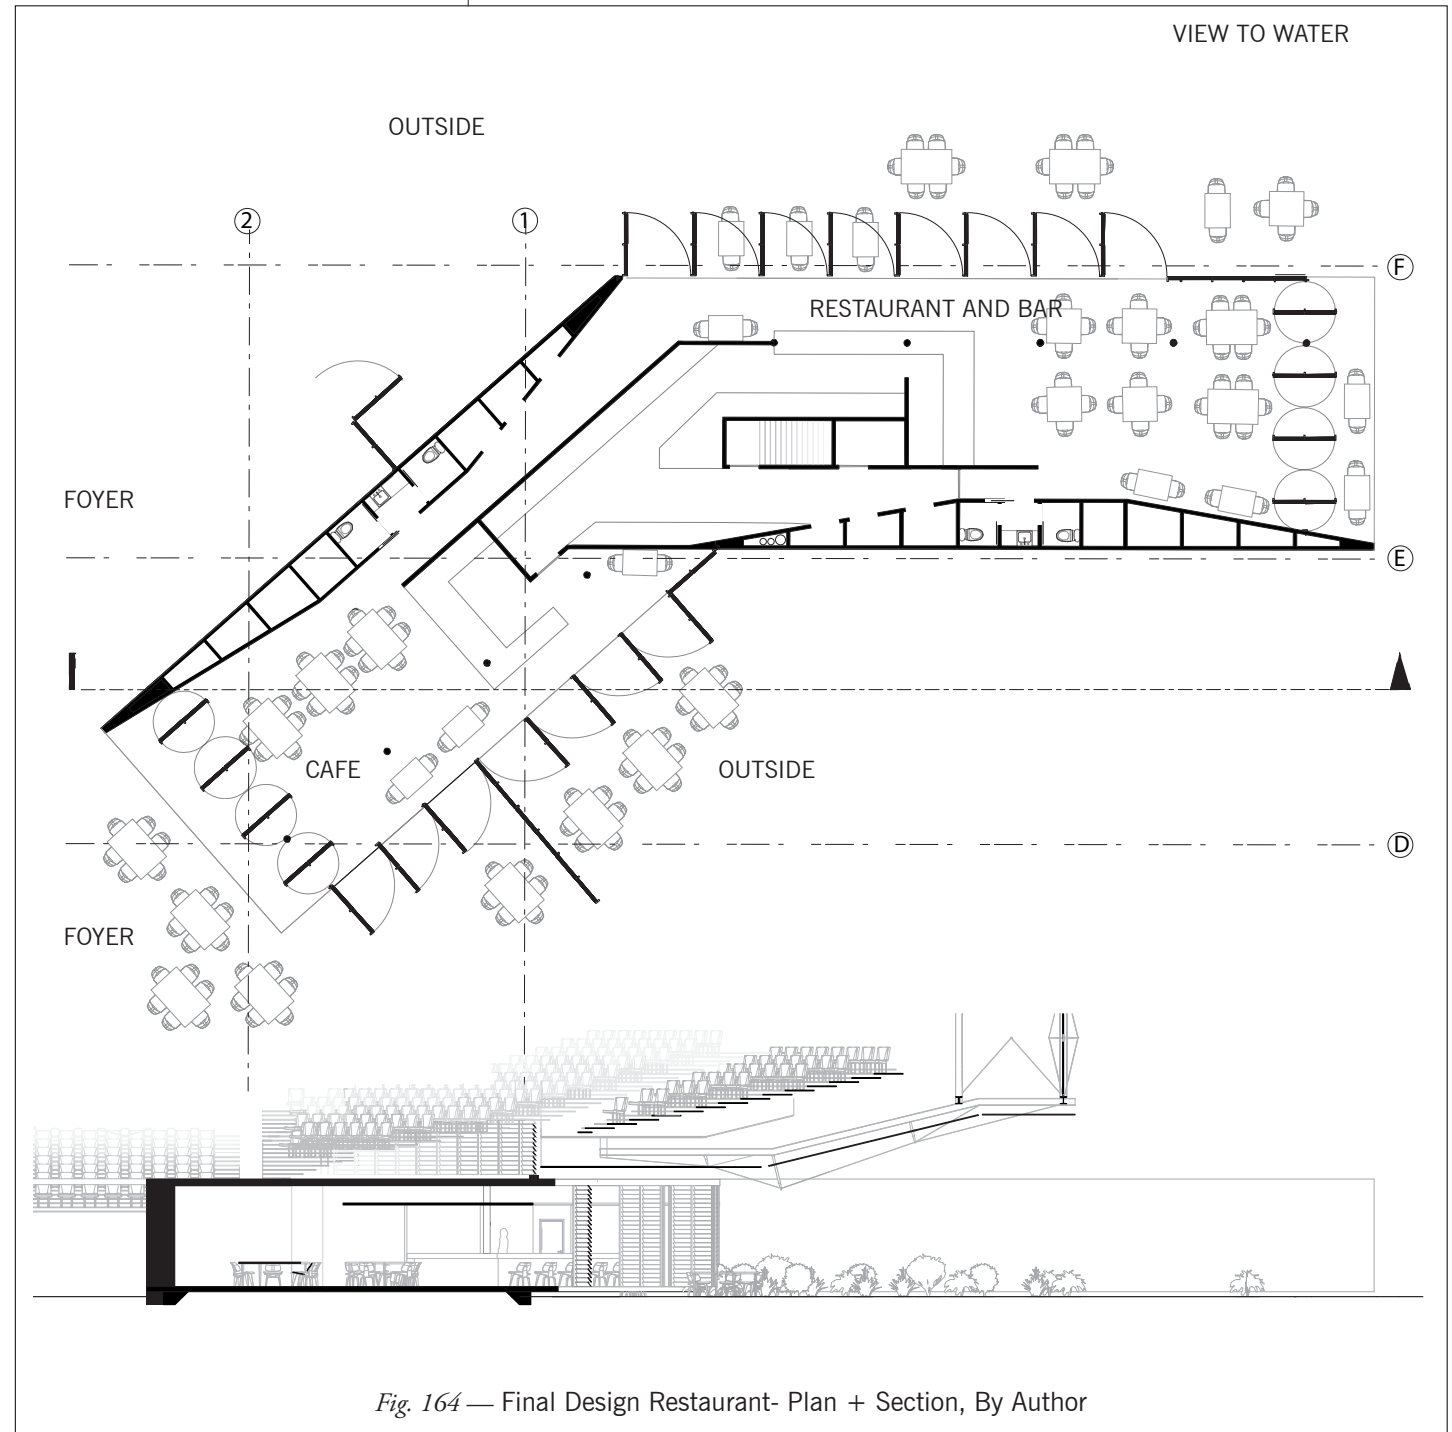 VIEW TO WATER
OUTSIDE
2
1
F
RESTAURANT AND BAR
FOYER
E
CAFE
OUTSIDE
D
FOYER
Fig. 164 — Final Design Restaurant- Plan + Section, By Author